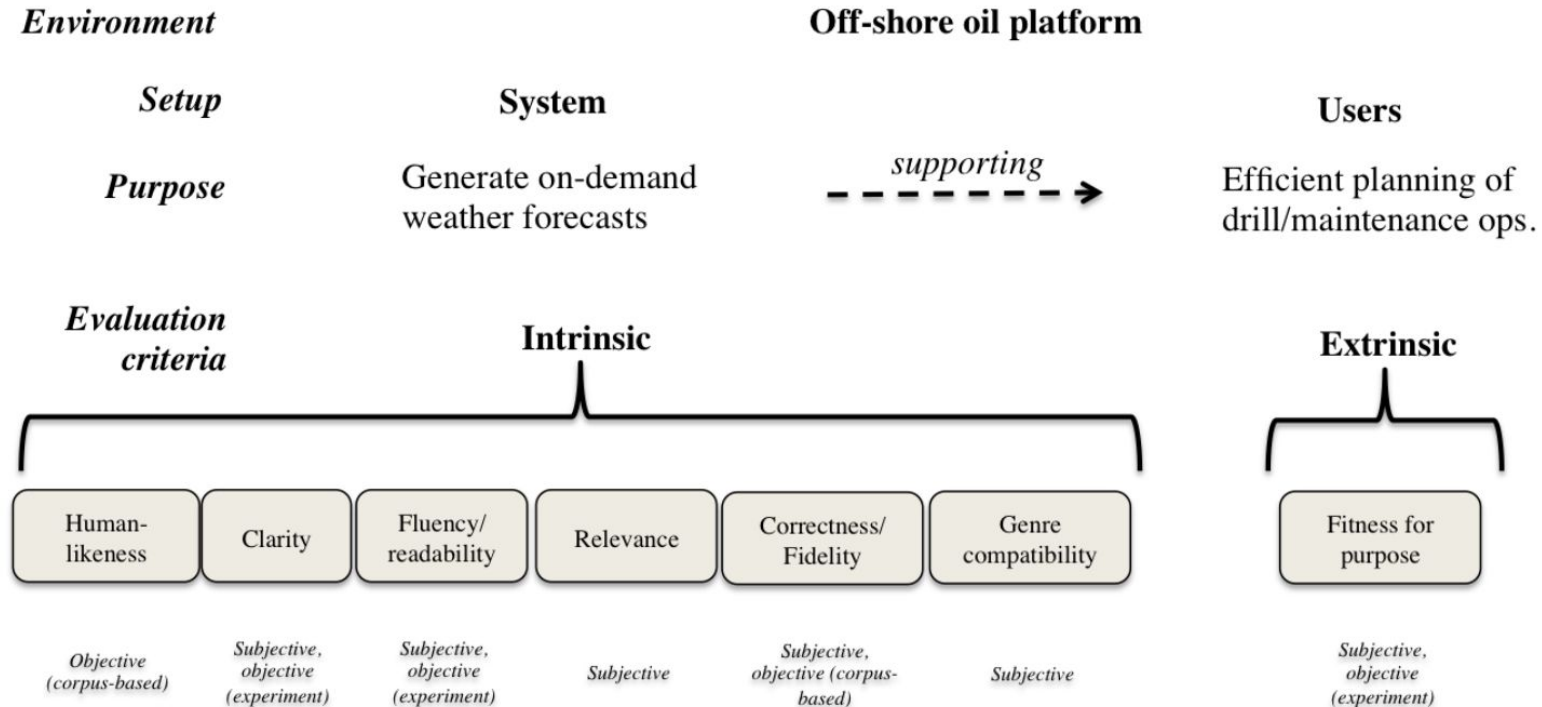 Environment
Off-shore oil platform
Setup
System
Users
Purpose
Generate on-demand
weather forecasts
supporting
Efficient planning of
drill/maintenance ops.
Evaluation
criteria
Intrinsic
Extrinsic
Human-
likeness
Clarity
Fluency/
readability
Relevance
Correctness/
Fidelity
Genre
compatibility
Fitness for
purpose
Objective
(corpus-based)
Subjective,
objective
(experiment)
Subjective,
objective
(experiment)
Subjective
Subjective,
objective (corpus-
based)
Subjective
Subjective,
objective
(experiment)